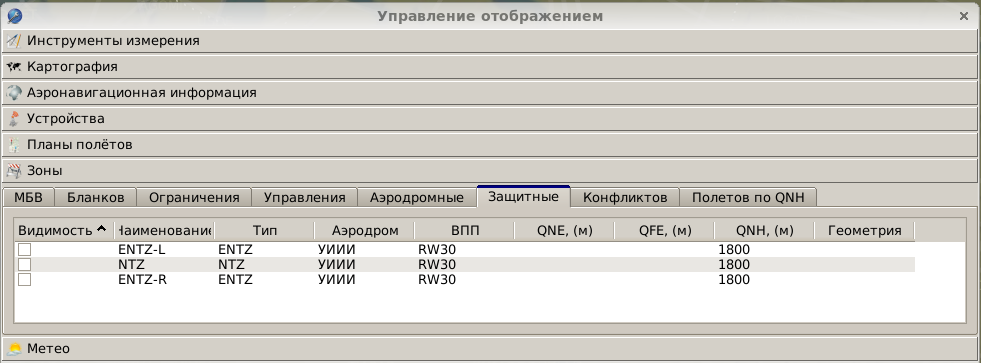 Управление отображением
Инструменты измерения
Картография
Аэронавигационная информация
Устройства
Планы полётов
Зоны
МБВ Бланков Ограничения Управления Аэродромные Защитные Конфликтов Полетов по QNH
Видимость Наименование Тип Аэродром ВПП QNE, (м) QFE, (м) QNH, (м) Геометрия
ENTZ-L ENTZ УИИИ RW30 1800
NTZ NTZ УИИИ RW30 1800
ENTZ-R ENTZ УИИИ RW30 1800
Метео